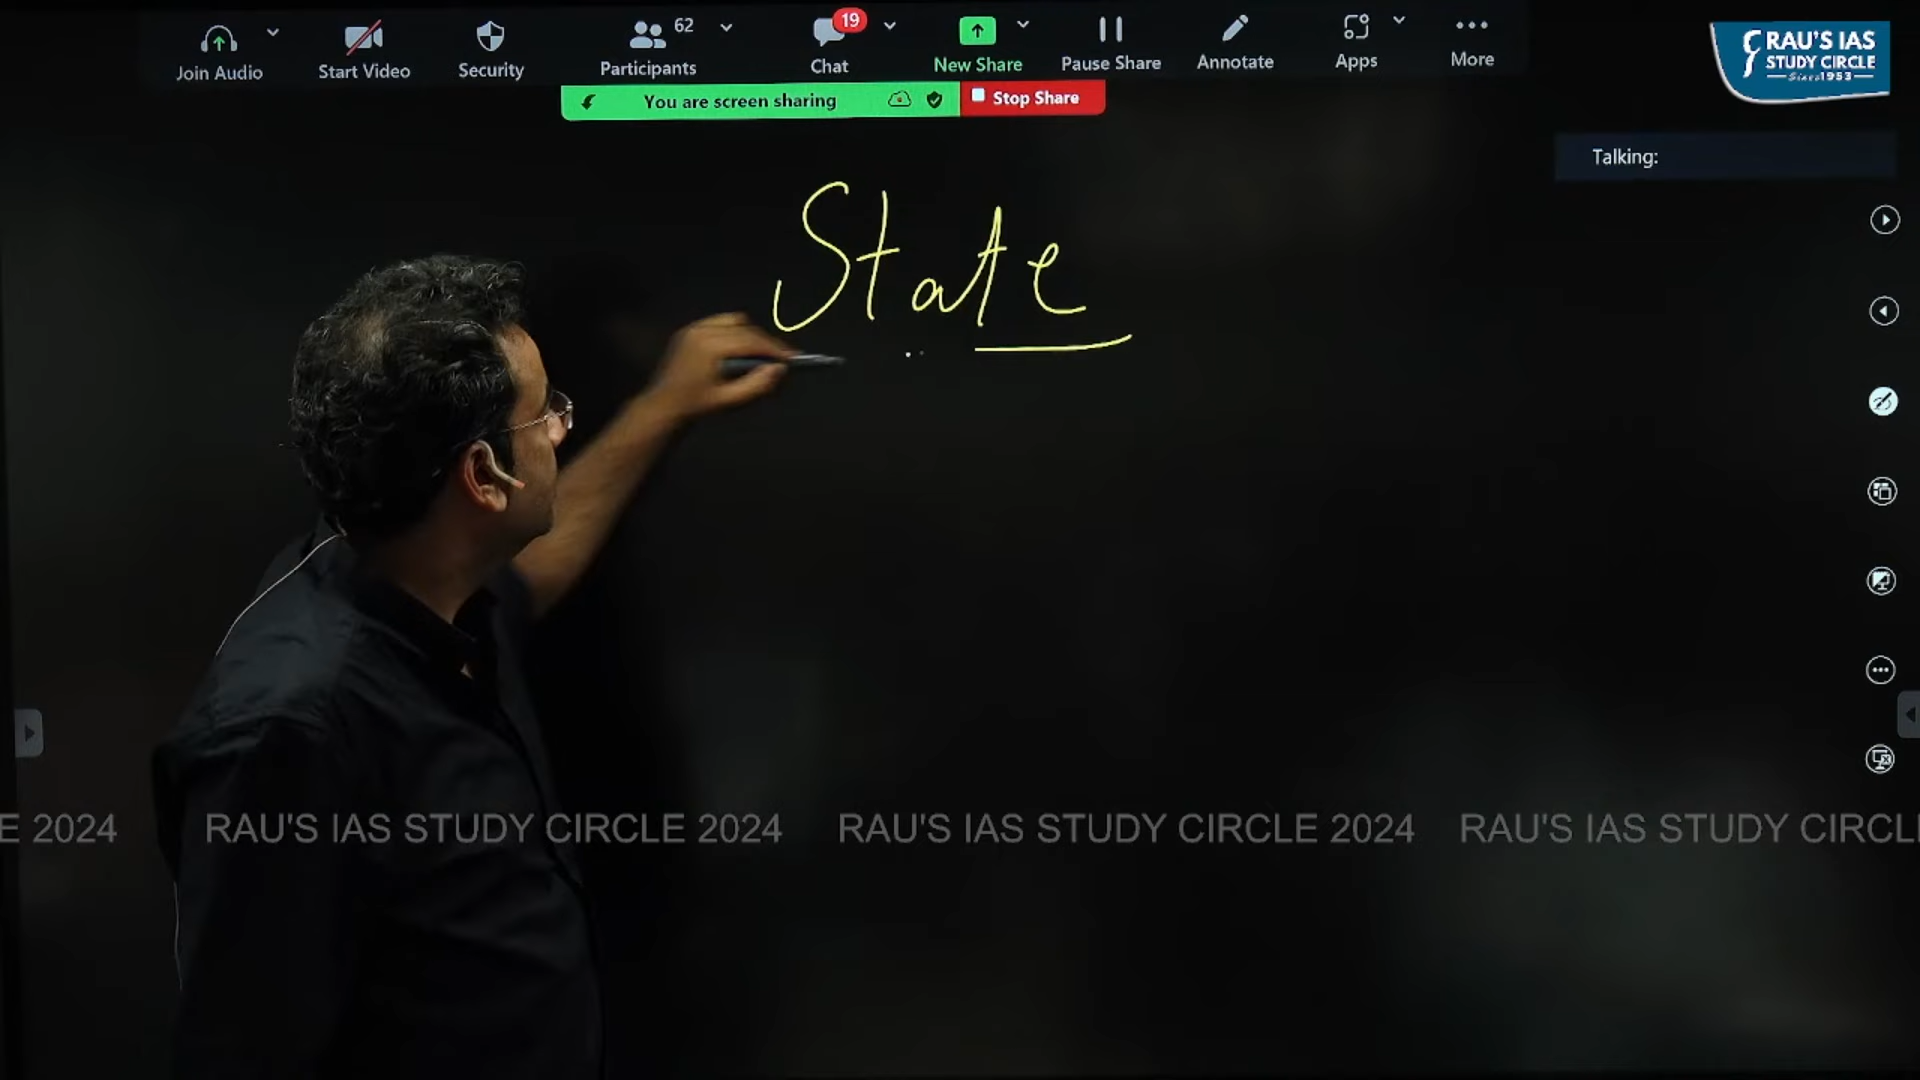 Join Audio
Start Video
Security
Participants
62
Chat
19
New Share
Pause Share
Annotate
Apps
More
RAU'S IAS
STUDY CIRCLE
Since 1953
You are screen sharing
Stop Share
Talking:
State
E 2024 RAU'S IAS STUDY CIRCLE 2024 RAU'S IAS STUDY CIRCLE 2024 RAU'S IAS STUDY CIRCL